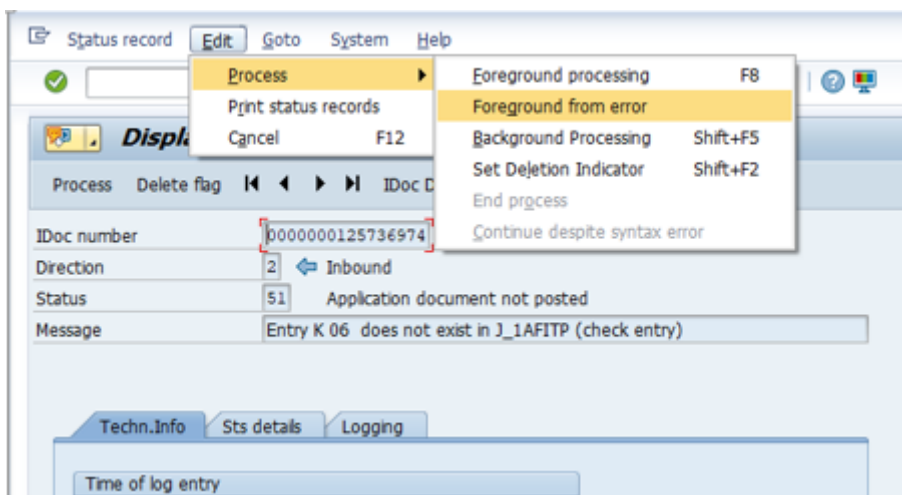 Status record Edit Goto System Help
Process
Print status records
Cancel F12
Foreground processing F8
Foreground from error
Background Processing Shift+F5
Set Deletion Indicator Shift+F2
End process
Continue despite syntax error
Displa
Process Delete flag IDoc D
IDoc number 0000000125736974
Direction 2 Inbound
Status 51 Application document not posted
Message Entry K 06 does not exist in J_1AFITP (check entry)
Techn.Info Sts details Logging
Time of log entry